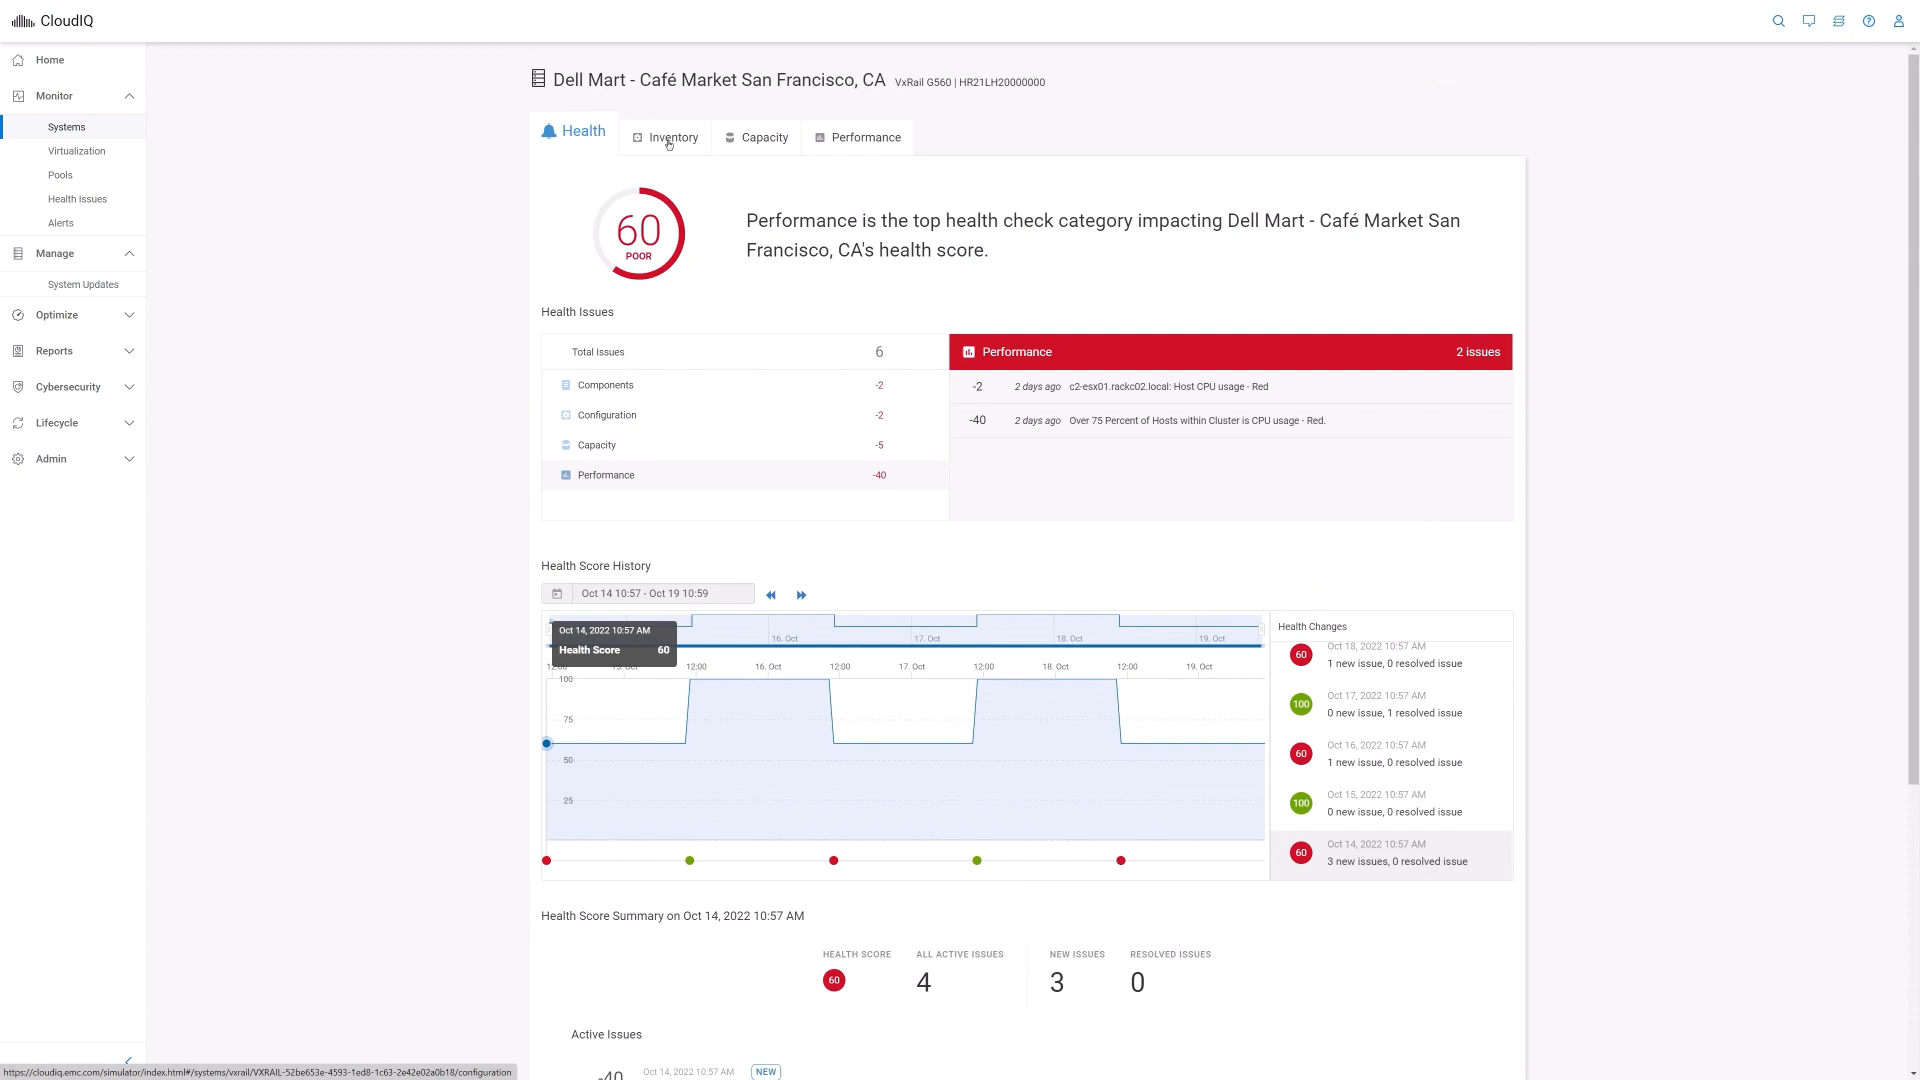 CloudIQ
Home
Monitor
Systems
Virtualization
Pools
Health Issues
Alerts
Manage
System Updates
Optimize
Reports
Cybersecurity
Lifecycle
Admin
Dell Mart - Café Market San Francisco, CA VxRail G560 | HR21LH20000000
Health Inventory Capacity Performance
60
POOR
Performance is the top health check category impacting Dell Mart - Café Market San
Francisco, CA's health score.
Health Issues
Total Issues 6
Components -2
Configuration -2
Capacity -5
Performance -40
Performance 2 issues
-2 2 days ago c2-esx01.rackc02.local: Host CPU usage - Red
-40 2 days ago Over 75 Percent of Hosts within Cluster is CPU usage - Red.
Health Score History
Oct 14 10:57 - Oct 19 10:59
Oct 14, 2022 10:57 AM
Health Score 60
16. Oct 17. Oct 18. Oct 19. Oct
12:00 16. Oct 12:00 17. Oct 12:00 18. Oct 12:00 19. Oct
100
75
50
25
Health Changes
60 Oct 18, 2022 10:57 AM
1 new issue, 0 resolved issue
100 Oct 17, 2022 10:57 AM
0 new issue, 1 resolved issue
60 Oct 16, 2022 10:57 AM
1 new issue, 0 resolved issue
100 Oct 15, 2022 10:57 AM
0 new issue, 0 resolved issue
60 Oct 14, 2022 10:57 AM
3 new issues, 0 resolved issue
Health Score Summary on Oct 14, 2022 10:57 AM
HEALTH SCORE ALL ACTIVE ISSUES NEW ISSUES RESOLVED ISSUES
60 4 3 0
Active Issues
-40 Oct 14, 2022 10:57 AM NEW
https://cloudiq.emc.com/simulator/index.html#/systems/vxrail/VXRAIL-52be653e-4593-1ed8-1c63-2e42e02a0b18/configuration